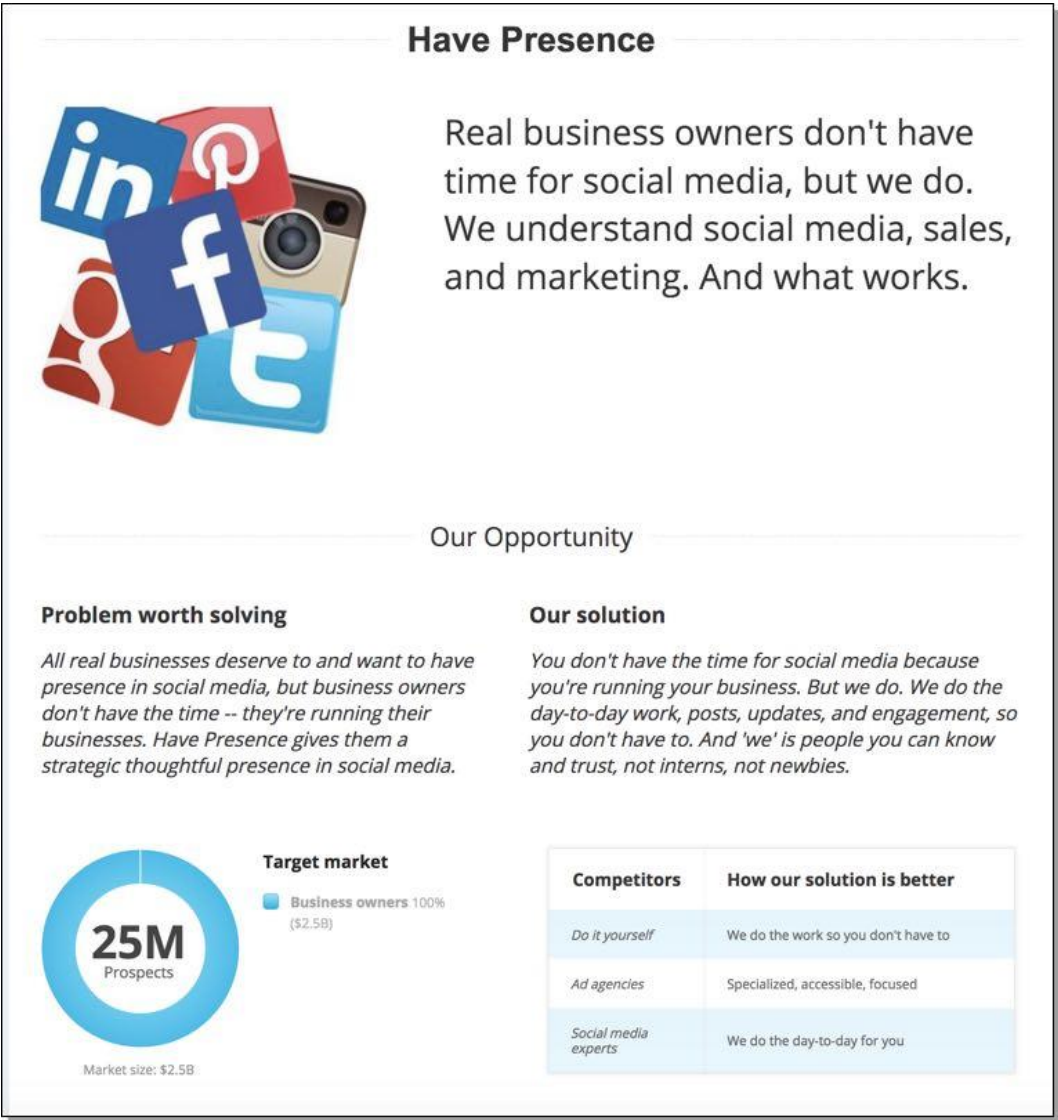 Have Presence
in
f
t
Real business owners don't have
time for social media, but we do.
We understand social media, sales,
and marketing. And what works.
Our Opportunity
Problem worth solving
All real businesses deserve to and want to have
presence in social media, but business owners
don't have the time -- they're running their
businesses. Have Presence gives them a
strategic thoughtful presence in social media.
Our solution
You don't have the time for social media because
you're running your business. But we do. We do the
day-to-day work, posts, updates, and engagement, so
you don't have to. And 'we' is people you can know
and trust, not interns, not newbies.
25M
Prospects
Market size: $2.5B
Target market
Business owners 100%
($2.5B)
Competitors How our solution is better
Do it yourself We do the work so you don't have to
Ad agencies Specialized, accessible, focused
Social media
experts We do the day-to-day for you